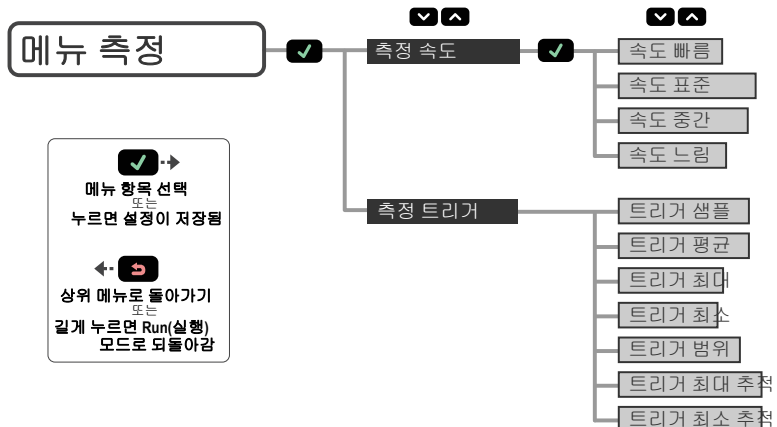 메뉴 측정
측정 속도
속도 빠름
속도 표준
속도 중간
속도 느림
측정 트리거
트리거 샘플
트리거 평균
트리거 최대
트리거 최소
트리거 범위
트리거 최대 추적
트리거 최소 추적
메뉴 항목 선택
또는
누르면 설정이 저장됨
상위 메뉴로 돌아가기
또는
길게 누르면 Run(실행)
모드로 되돌아감